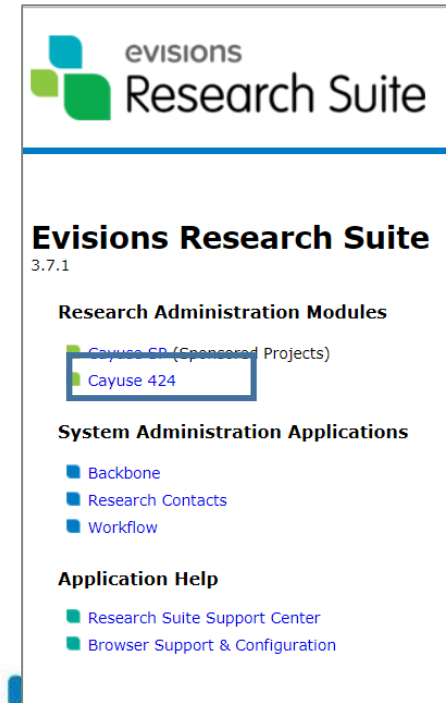 evisions
Research Suite
Evisions Research Suite
3.7.1
Research Administration Modules
Cayuse SP (Sponsored Projects)
Cayuse 424
System Administration Applications
Backbone
Research Contacts
Workflow
Application Help
Research Suite Support Center
Browser Support & Configuration